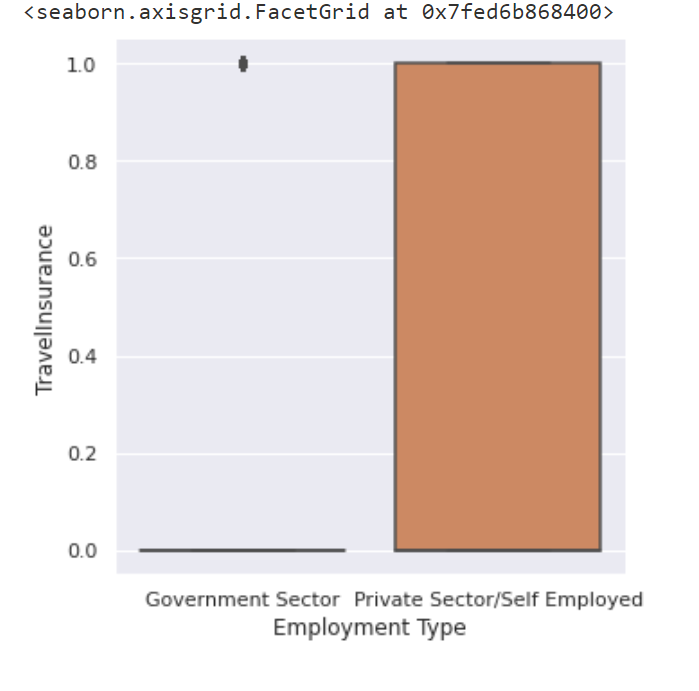 <seaborn.axisgrid.FacetGrid at 0x7fed6b868400>
1.0
0.8
0.6
0.4
0.2
0.0
TravelInsurance
Government Sector Private Sector/Self Employed
Employment Type